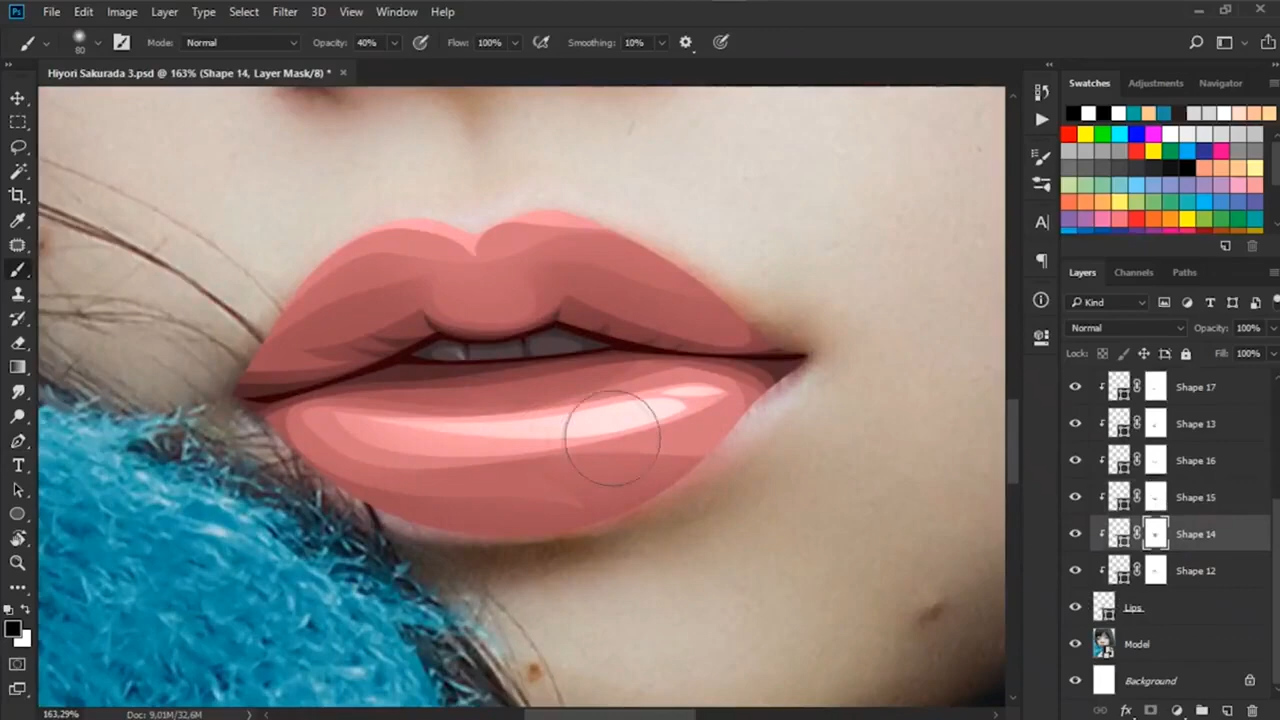 Ps File Edit Image Layer Type Select Filter 3D View Window Help
80 Mode: Normal Opacity: 40% Flow: 100% Smoothing: 10%
Hiyori Sakurada 3.psd @ 163% (Shape 14, Layer Mask/8) * ×
Swatches Adjustments Navigator
Layers Channels Paths
Kind
Normal Opacity: 100%
Lock: Fill: 100%
Shape 17
Shape 13
Shape 16
Shape 15
Shape 14
Shape 12
Lips
Model
Background
163,29% Doc: 9,01M/32,6M